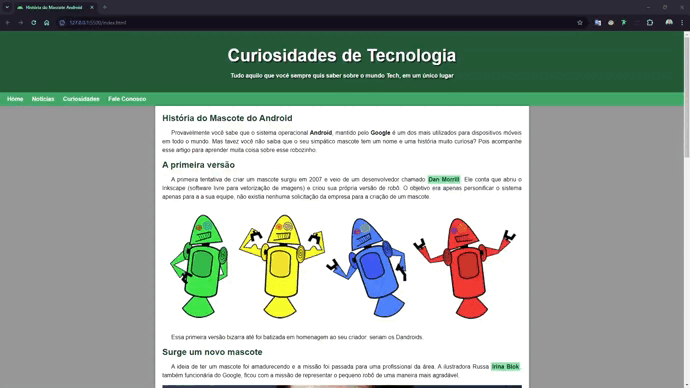 História do Mascote Android
127.0.0.1:5500/index.html
Curiosidades de Tecnologia
Tudo aquilo que você sempre quis saber sobre o mundo Tech, em um único lugar
Home Notícias Curiosidades Fale Conosco
História do Mascote do Android
Provavelmente você sabe que o sistema operacional Android, mantido pelo Google é um dos mais utilizados para dispositivos móveis
em todo o mundo. Mas tavez você não saiba que o seu simpático mascote tem um nome e uma história muito curiosa? Pois acompanhe
esse artigo para aprender muita coisa sobre esse robozinho.
A primeira versão
A primeira tentativa de criar um mascote surgiu em 2007 e veio de um desenvolvedor chamado Dan Morrill. Ele conta que abriu o
Inkscape (software livre para vetorização de imagens) e criou sua própria versão de robô. O objetivo era apenas personificar o sistema
apenas para a a sua equipe, não existia nenhuma solicitação da empresa para a criação de um mascote.
Essa primeira versão bizarra até foi batizada em homenagem ao seu criador: seriam os Dandroids.
Surge um novo mascote
A ideia de ter um mascote foi amadurecendo e a missão foi passada para uma profissional da área. A ilustradora Russa Irina Blok,
também funcionária do Google, ficou com a missão de representar o pequeno robô de uma maneira mais agradável.